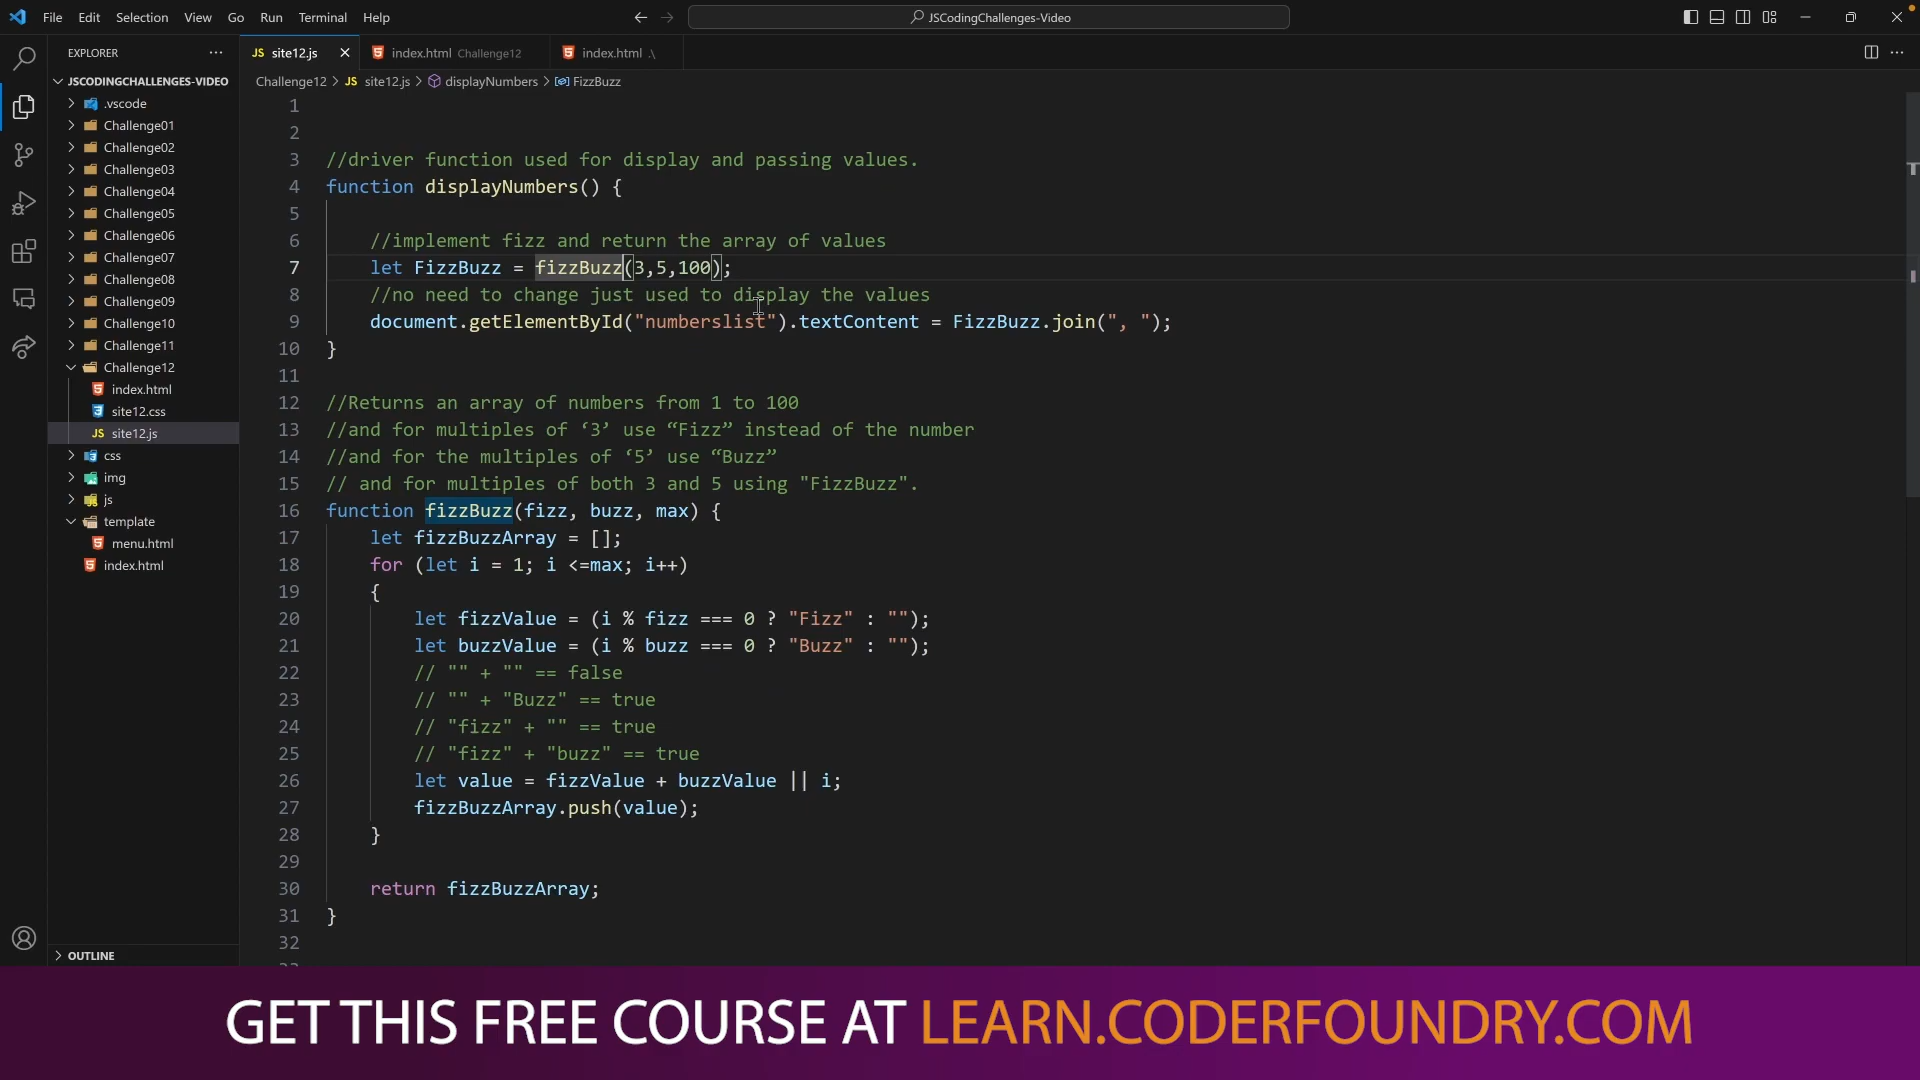 File Edit Selection View Go Run Terminal Help
JSCodingChallenges-Video
EXPLORER
JSCODINGCHALLENGES-VIDEO
.vscode
Challenge01
Challenge02
Challenge03
Challenge04
Challenge05
Challenge06
Challenge07
Challenge08
Challenge09
Challenge10
Challenge11
Challenge12
index.html
site12.css
JS site12.js
css
img
js
template
menu.html
index.html
OUTLINE
JS site12.js index.html Challenge12 index.html .\
Challenge12 > JS site12.js > displayNumbers > FizzBuzz
1
2
3 //driver function used for display and passing values.
4 function displayNumbers() {
5
6 //implement fizz and return the array of values
7 let FizzBuzz = fizzBuzz(3,5,100);
8 //no need to change just used to display the values
9 document.getElementById("numberslist").textContent = FizzBuzz.join(", ");
10 }
11
12 //Returns an array of numbers from 1 to 100
13 //and for multiples of ‘3’ use “Fizz” instead of the number
14 //and for the multiples of ‘5’ use “Buzz”
15 // and for multiples of both 3 and 5 using "FizzBuzz".
16 function fizzBuzz(fizz, buzz, max) {
17 let fizzBuzzArray = [];
18 for (let i = 1; i <=max; i++)
19 {
20 let fizzValue = (i % fizz === 0 ? "Fizz" : "");
21 let buzzValue = (i % buzz === 0 ? "Buzz" : "");
22 // "" + "" == false
23 // "" + "Buzz" == true
24 // "fizz" + "" == true
25 // "fizz" + "buzz" == true
26 let value = fizzValue + buzzValue || i;
27 fizzBuzzArray.push(value);
28 }
29
30 return fizzBuzzArray;
31 }
32
GET THIS FREE COURSE AT LEARN.CODERFOUNDRY.COM